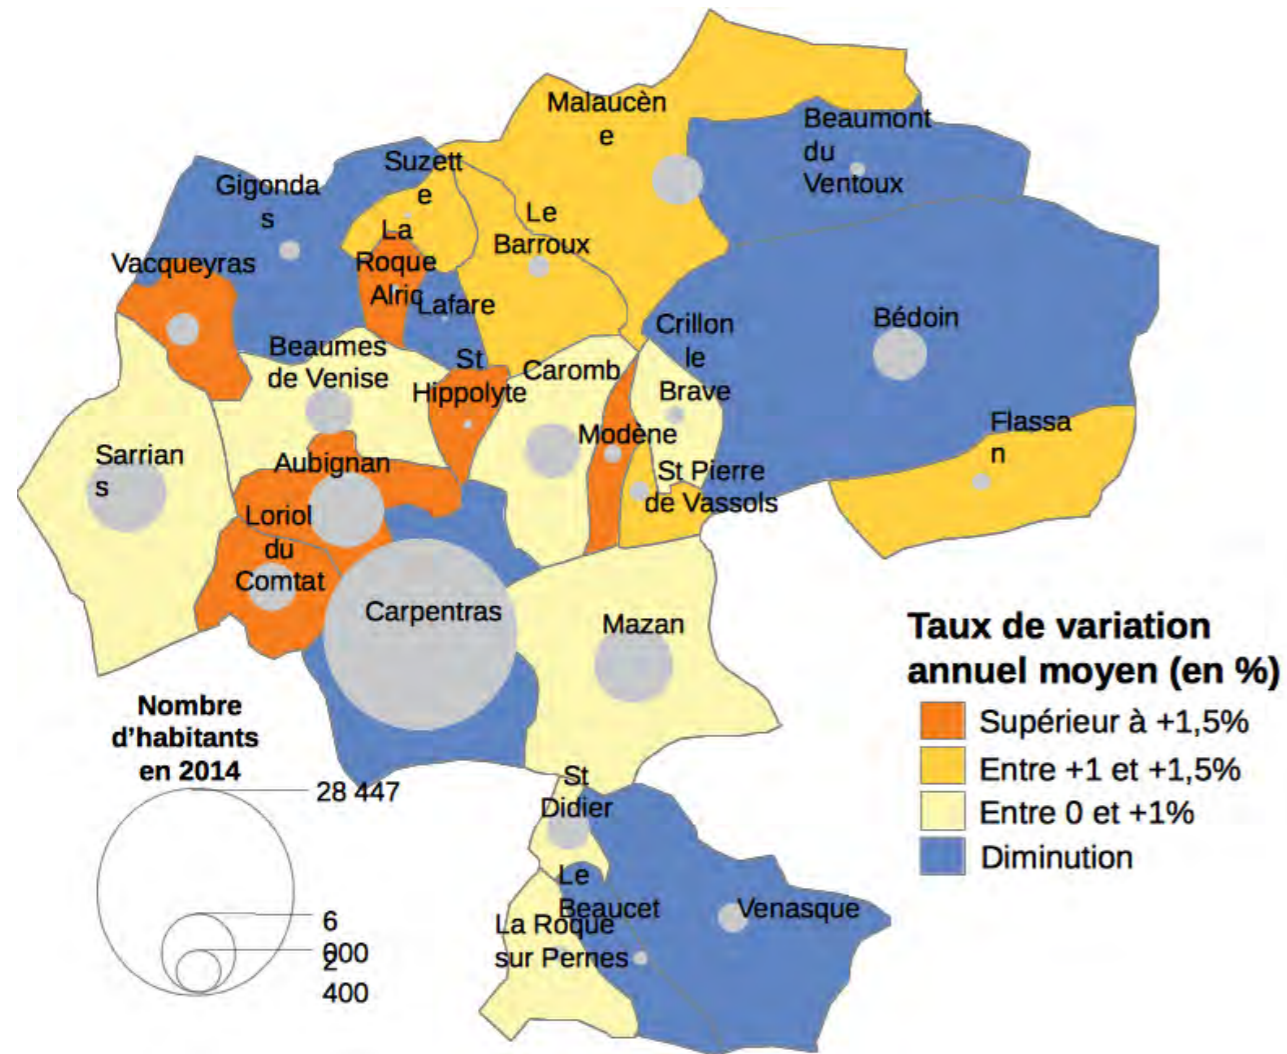 Malaucèn
e
Beaumont
du
Ventoux
Suzett
e
Gigonda
s
Le
Barroux
La
Roque
Alric
Vacqueyras
Lafare
Crillon
le
Brave
Bédoin
Beaumes
de Venise
St
Hippolyte
Caromb
Modène
Flassa
n
Sarrian
s
Aubignan
St Pierre
de Vassols
Loriol
du
Comtat
Carpentras
Mazan
St
Didier
Le
Beaucet
Venasque
La Roque
sur Pernes
Nombre
d'habitants
en 2014
28 447
6
600
2
400
Taux de variation
annuel moyen (en %)
Supérieur à +1,5%
Entre +1 et +1,5%
Entre 0 et +1%
Diminution